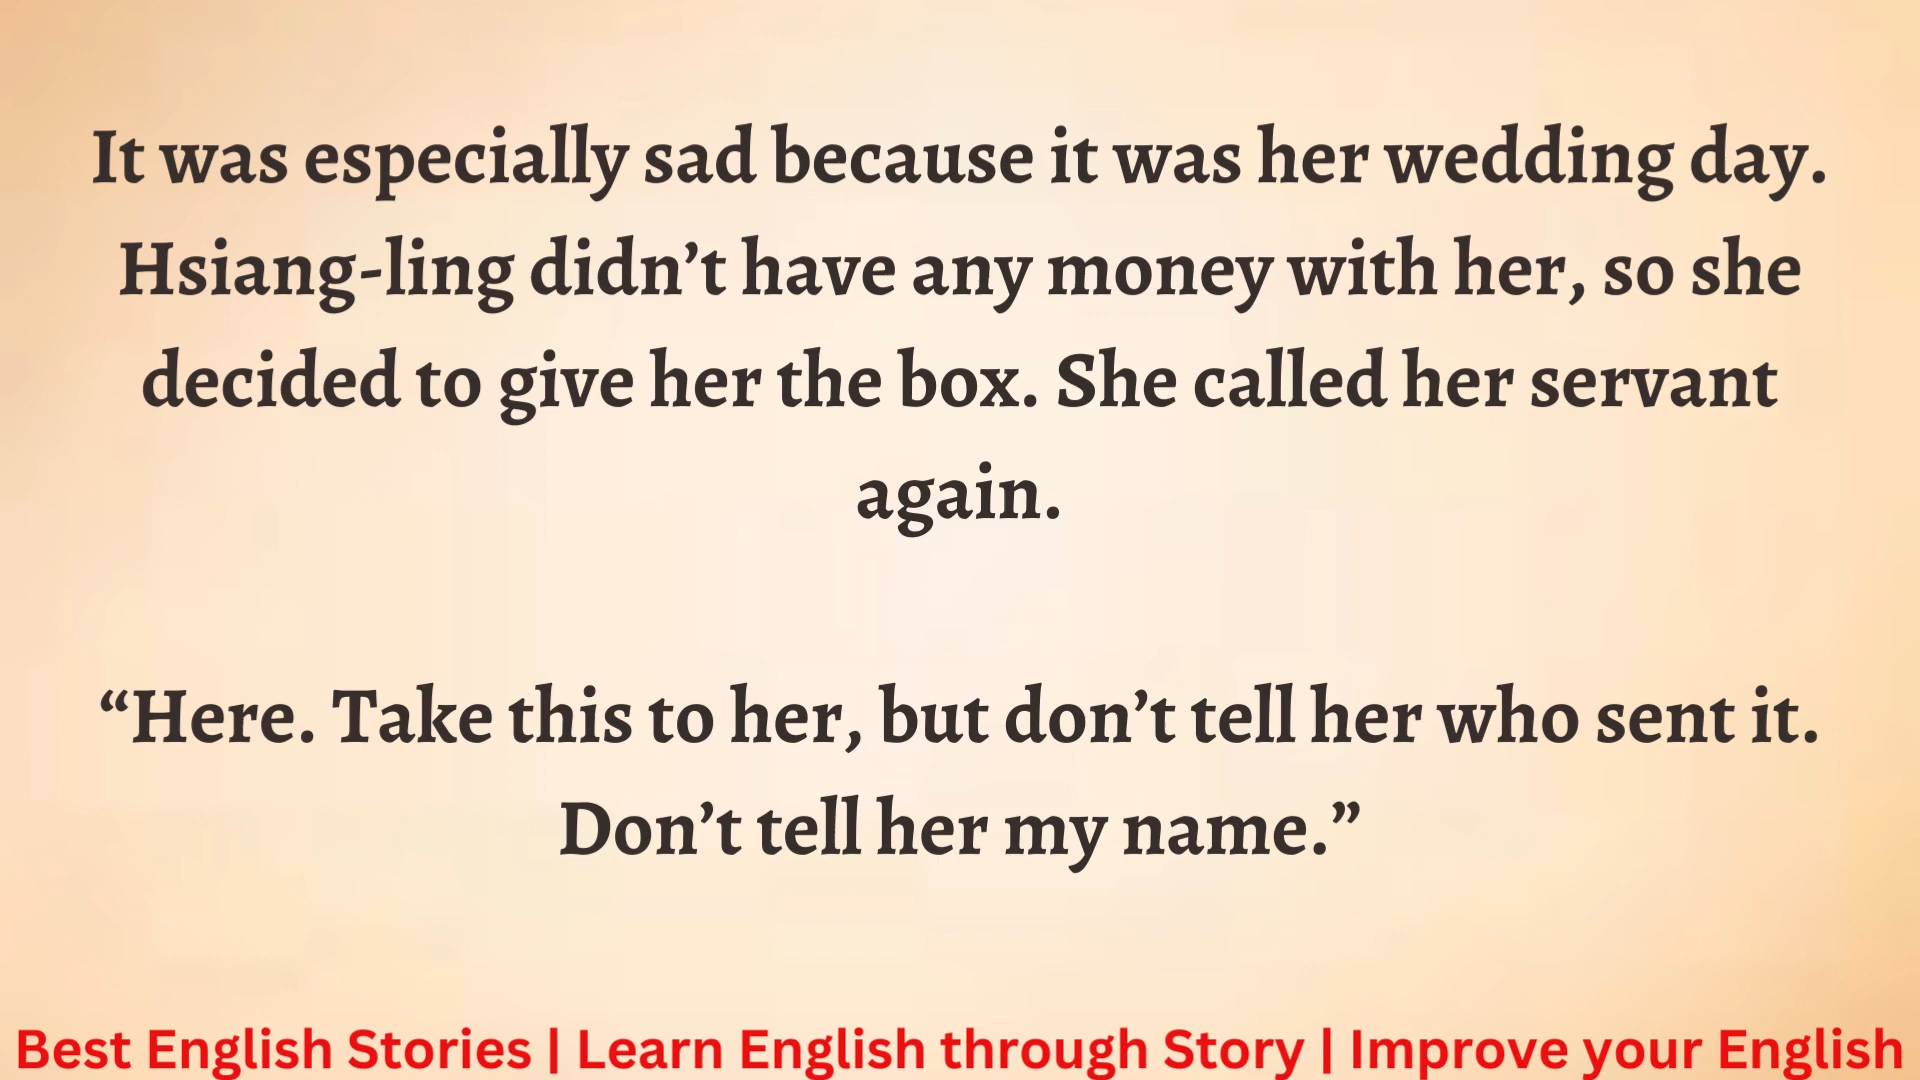 It was especially sad because it was her wedding day.
Hsiang-ling didn’t have any money with her, so she
decided to give her the box. She called her servant
again.
“Here. Take this to her, but don’t tell her who sent it.
Don’t tell her my name.”
Best English Stories | Learn English through Story | Improve your English